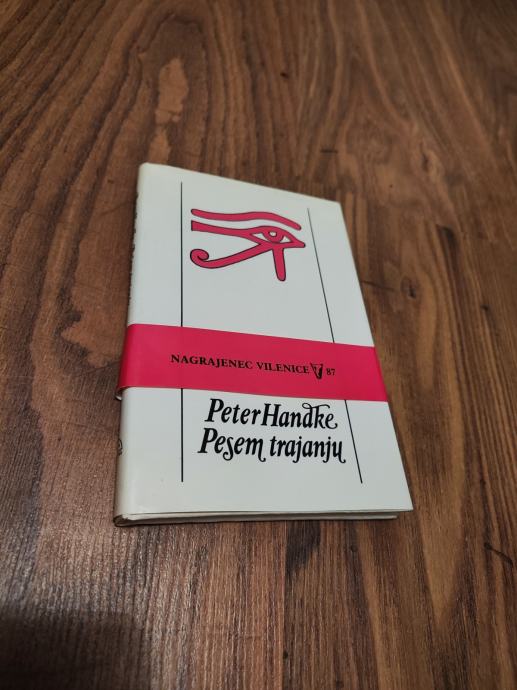 NAGRAJENEC VILENICE 87
Peter Handke
Pesem trajanju